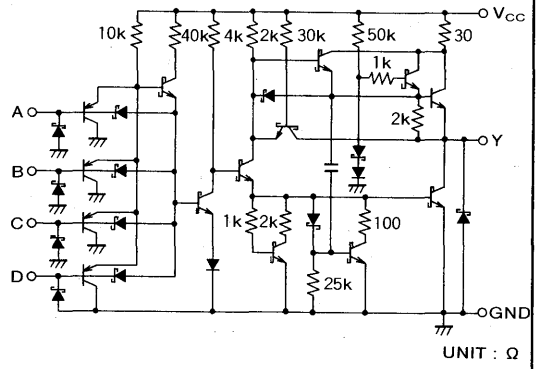 VCC
10k 40k 4k 2k 30k 50k 30
1k
A
2k
Y
B
C
1k 2k 100
D
25k
GND
UNIT : Ω